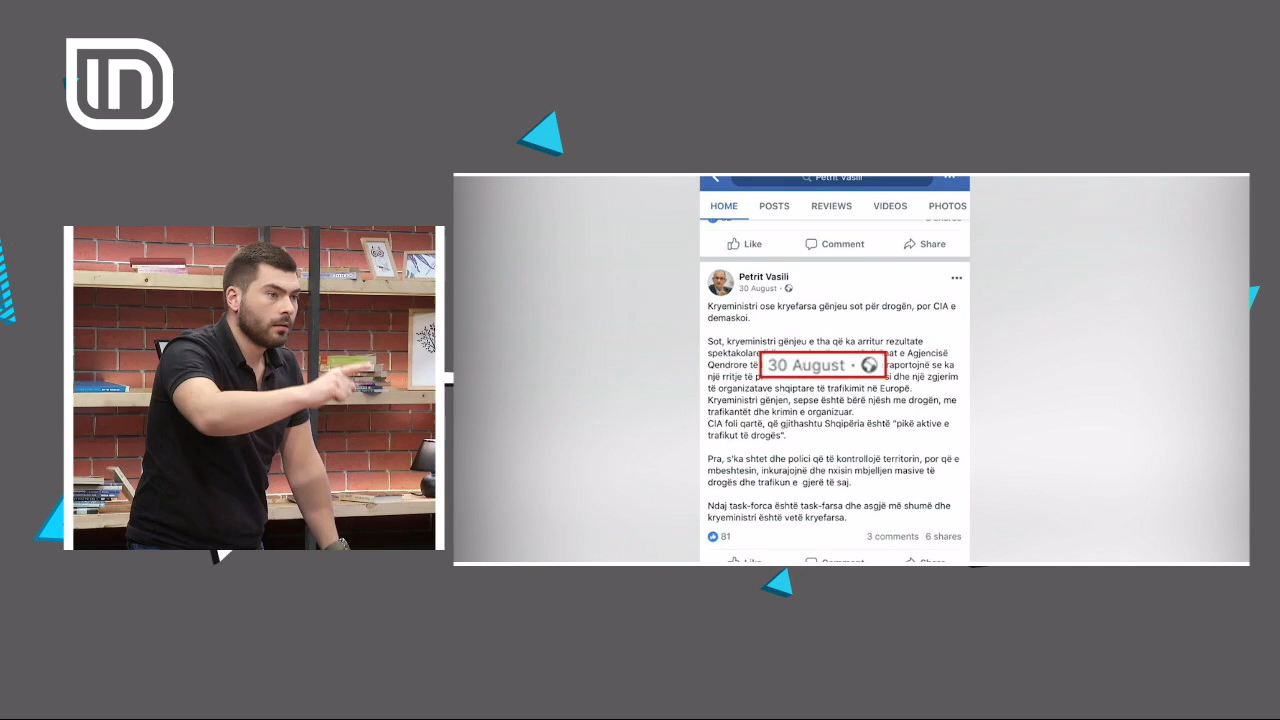 IN
Petrit Vasili
HOME POSTS REVIEWS VIDEOS PHOTOS
Like Comment Share
Petrit Vasili
30 August ·
Kryeministri ose kryefarsa gënjeu sot për drogën, por CIA e
demaskoi.
Sot, kryeministri gënjeu e tha që ka arritur rezultate
spektakolare e Agjencisë
Qendrore të raportojnë se ka
një rritje të dhe një zgjerim
30 August ·
të organizatave shqiptare të trafikimit në Europë.
Kryeministri gënjen, sepse është bërë njësh me drogën, me
trafikantët dhe krimin e organizuar.
CIA foli qartë, që gjithashtu Shqipëria është "pikë aktive e
trafikut të drogës".
Pra, s'ka shtet dhe polici që të kontrollojë territorin, por që e
mbeshtesin, inkurajojnë dhe nxisin mbjelljen masive të
drogës dhe trafikun e gjerë të saj.
Ndaj task-forca është task-farsa dhe asgjë më shumë dhe
kryeministri është vetë kryefarsa.
81 3 comments 6 shares
Like Comment Share